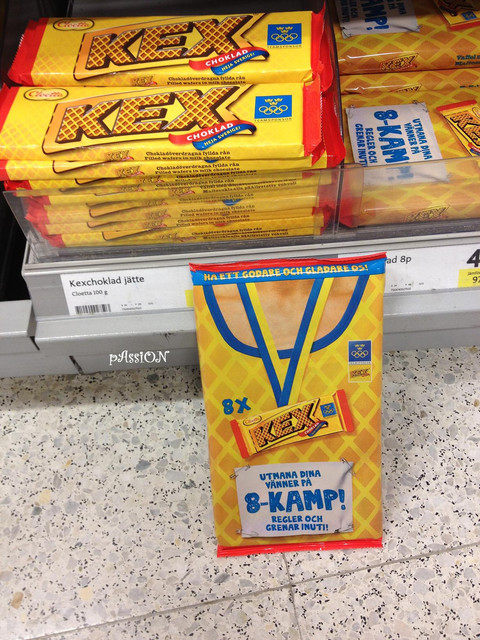 Cloetta
KEX
CHOKLAD
HEJA SVERIGE!
Chokladöverdragna fyllda rån
Filled wafers in milk chocolate
Cloetta
KEX
CHOKLAD
HEJA SVERIGE!
Chokladöverdragna fyllda rån
Filled wafers in milk chocolate
KAMP!
UTMANA DINA
VÄNNER PÅ
8-KAMP!
REGLER OCH
GRENAR INUTI!
Kexchoklad jätte
Cloetta 100 g
ad 8p
4
pAssiON
HA ETT GODARE OCH GLADARE OS!
8x
KEX
UTMANA DINA
VÄNNER PÅ
8-KAMP!
REGLER OCH
GRENAR INUTI!